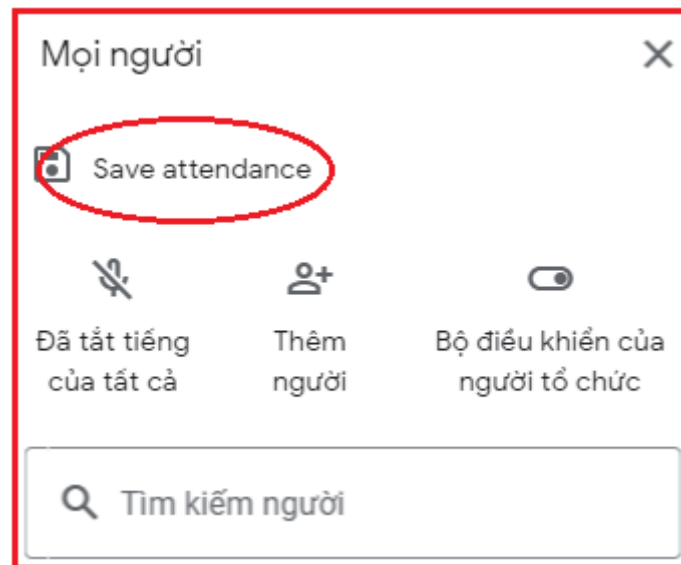 Mọi người
Save attendance
Đã tắt tiếng
của tất cả
Thêm
người
Bộ điều khiển của
người tổ chức
Tìm kiếm người